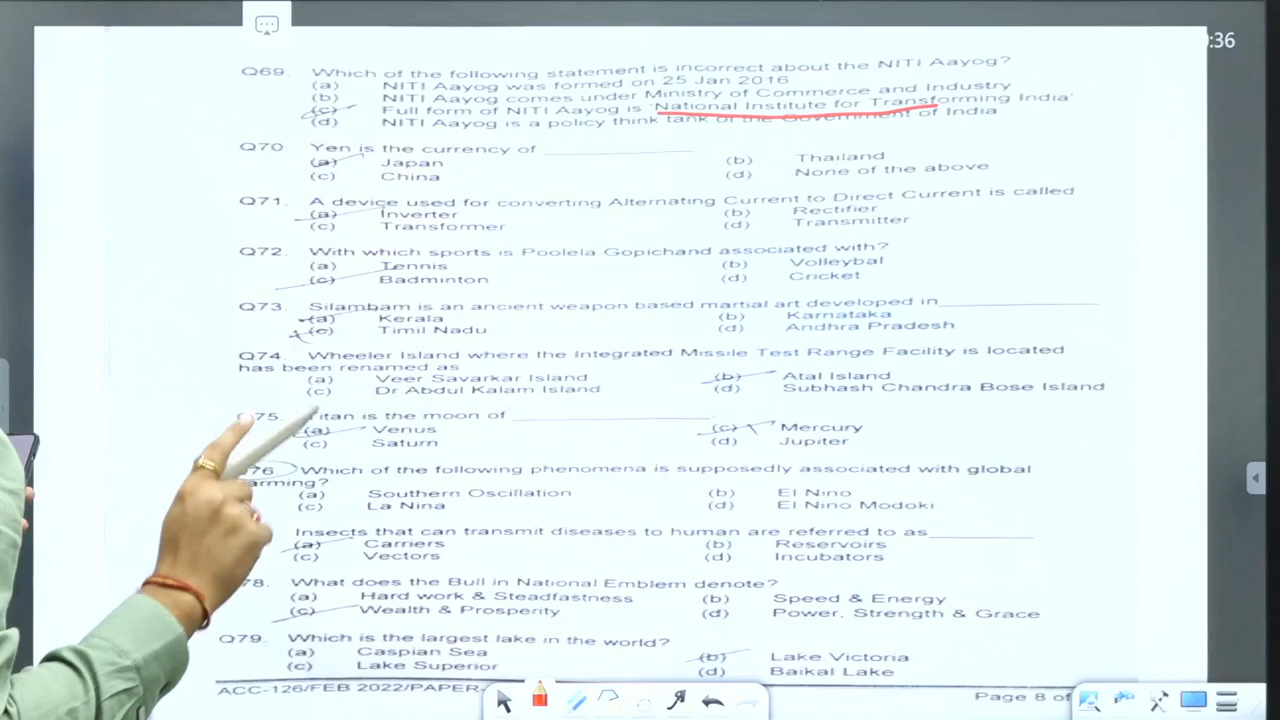 :36
Q69. Which of the following statement is incorrect about the NITI Aayog?
(a) NITI Aayog was formed on 25 Jan 2016
(b) NITI Aayog comes under Ministry of Commerce and Industry
(c) Full form of NITI Aayog is 'National Institute for Transforming India'
(d) NITI Aayog is a policy think tank of the Government of India
Q70 Yen is the currency of ____________
(a) Japan (b) Thailand
(c) China (d) None of the above
Q71. A device used for converting Alternating Current to Direct Current is called
(a) Inverter (b) Rectifier
(c) Transformer (d) Transmitter
Q72. With which sports is Poolela Gopichand associated with?
(a) Tennis (b) Volleybal
(c) Badminton (d) Cricket
Q73. Silambam is an ancient weapon based martial art developed in____________
(a) Kerala (b) Karnataka
(c) Timil Nadu (d) Andhra Pradesh
Q74. Wheeler Island where the Integrated Missile Test Range Facility is located
has been renamed as
(a) Veer Savarkar Island (b) Atal Island
(c) Dr Abdul Kalam Island (d) Subhash Chandra Bose Island
75. Titan is the moon of ____________.
(a) Venus (c) Mercury
(c) Saturn (d) Jupiter
76 Which of the following phenomena is supposedly associated with global
arming?
(a) Southern Oscillation (b) El Nino
(c) La Nina (d) El Nino Modoki
Insects that can transmit diseases to human are referred to as____________
(a) Carriers (b) Reservoirs
(c) Vectors (d) Incubators
78. What does the Bull in National Emblem denote?
(a) Hard work & Steadfastness (b) Speed & Energy
(c) Wealth & Prosperity (d) Power, Strength & Grace
Q79. Which is the largest lake in the world?
(a) Caspian Sea (b) Lake Victoria
(c) Lake Superior (d) Baikal Lake
ACC-126/FEB 2022/PAPER- Page 8 of